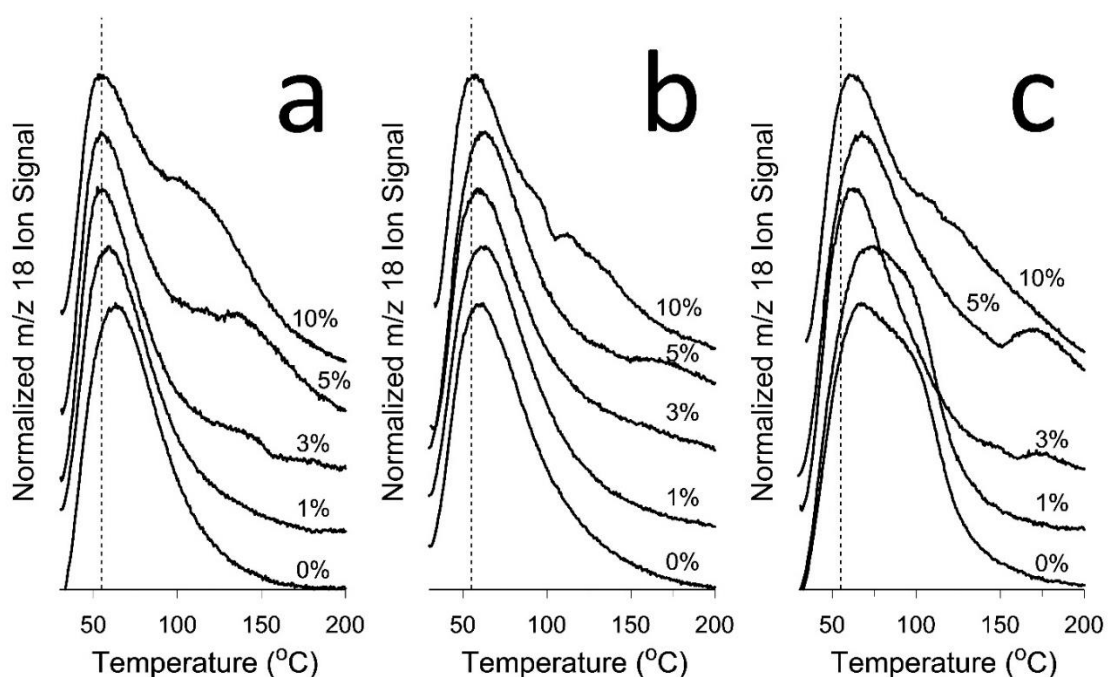 a
Normalized m/z 18 Ion Signal
10%
5%
3%
1%
0%
50 100 150 200
Temperature (°C)
b
Normalized m/z 18 Ion Signal
10%
5%
3%
1%
0%
50 100 150 200
Temperature (°C)
c
Normalized m/z 18 Ion Signal
10%
5%
3%
1%
0%
50 100 150 200
Temperature (°C)